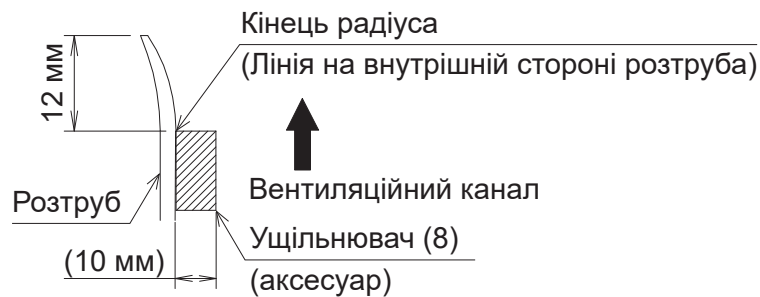 Кінець радіуса
(Лінія на внутрішній стороні розтруба)
12 мм
Вентиляційний канал
Розтруб
Ущільнювач (8)
(10 мм)
(аксесуар)